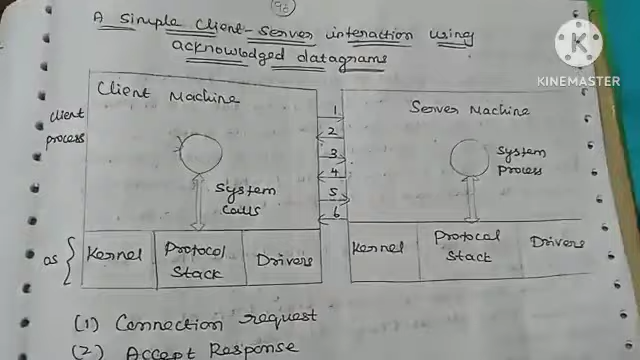 98
A Simple Client-Server interaction using
acknowledged datagrams
KINEMASTER
Client Machine
Server Machine
client
process
1
2
3
4
5
6
System
Process
System
calls
OS
Kernel
Protocol
Stack
Drivers
Kernel
Protocol
Stack
Drivers
(1) Connection request
(2) Accept Response